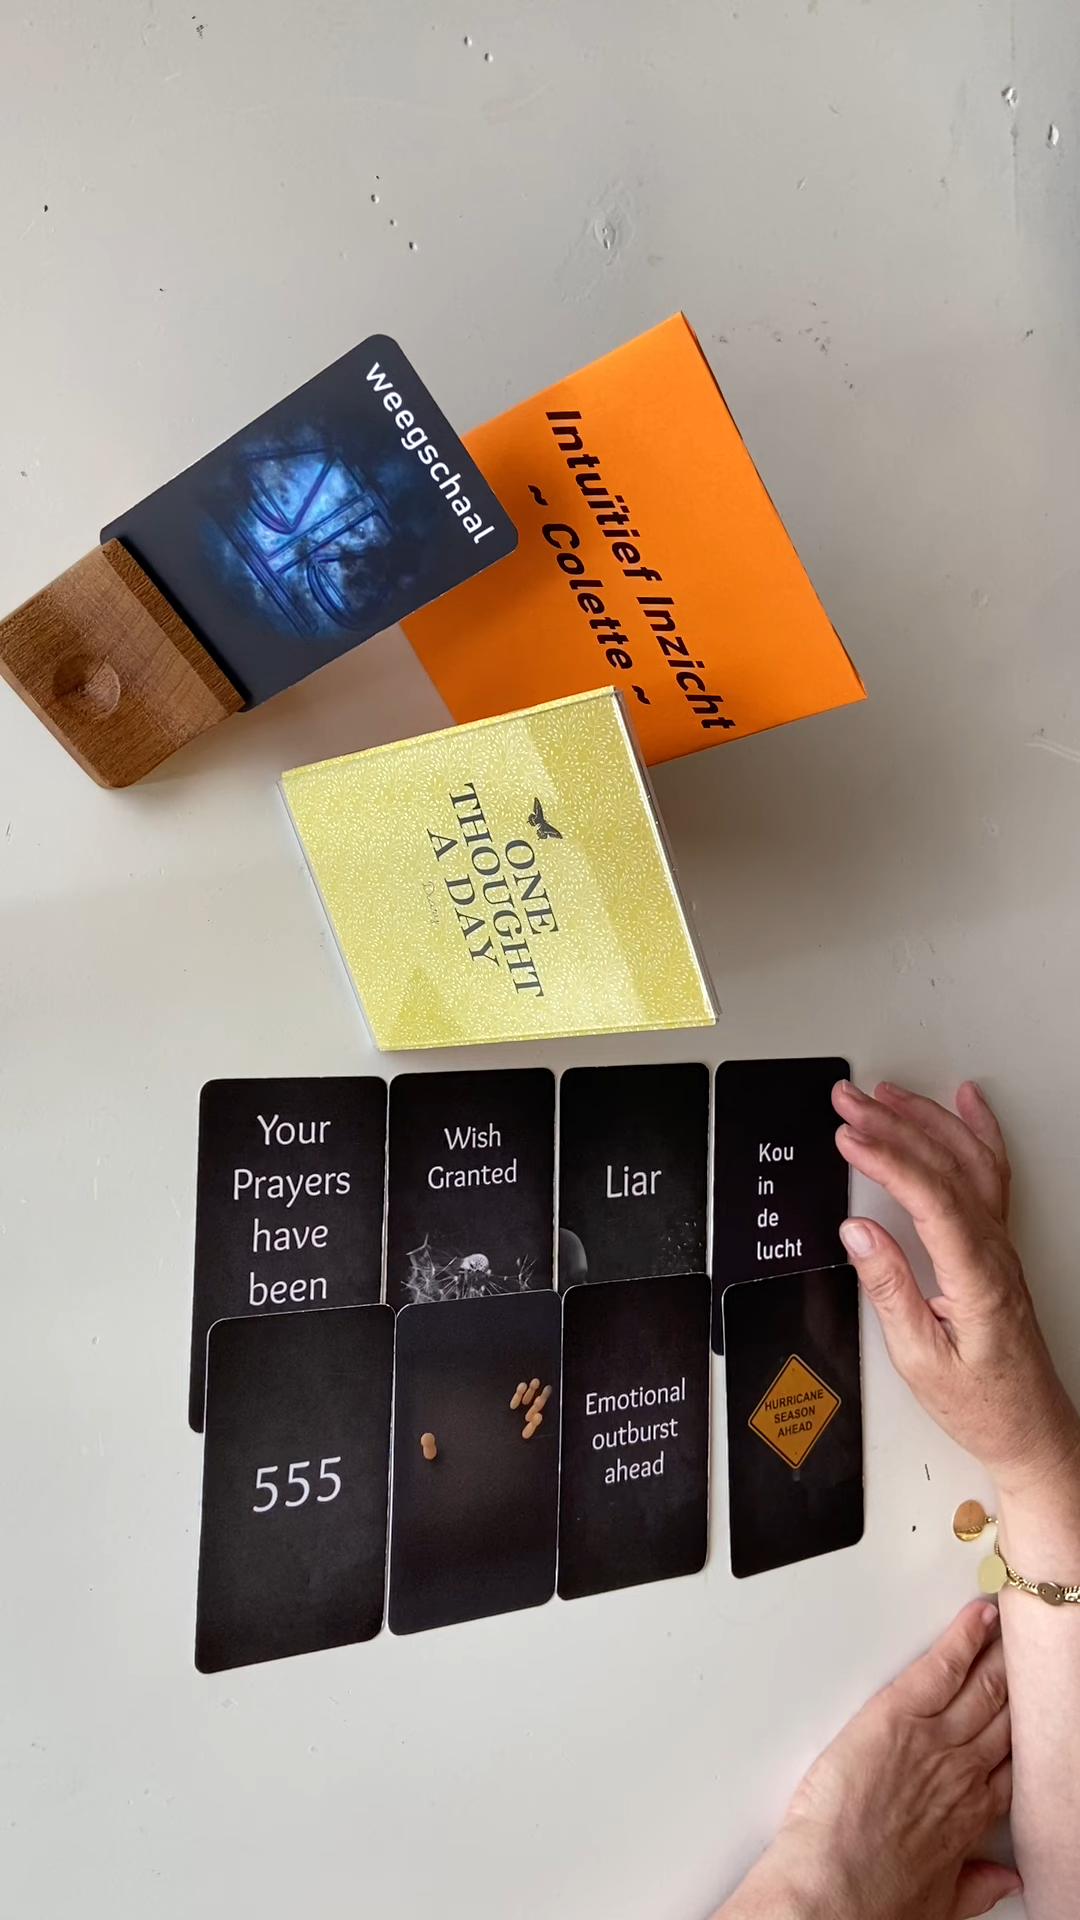 weegschaal
Intuïtief Inzicht
~ Colette ~
ONE
THOUGHT
A DAY
Your
Prayers
have
been
Wish
Granted
Liar
Kou
in
de
lucht
555
Emotional
outburst
ahead
HURRICANE
SEASON
AHEAD